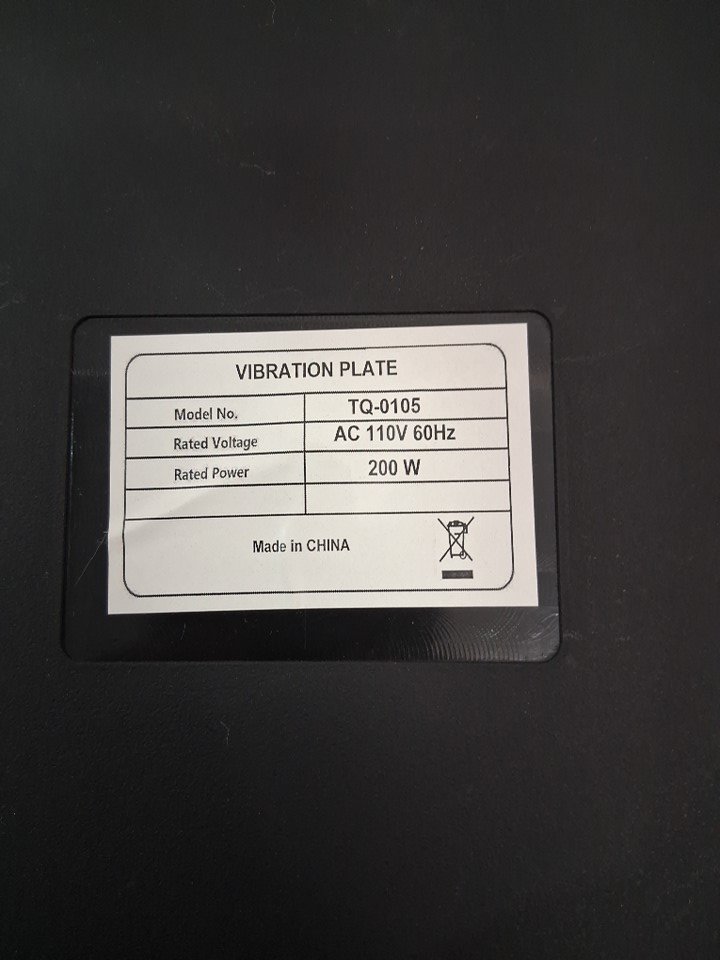 VIBRATION PLATE
Model No. TQ-0105
Rated Voltage AC 110V 60Hz
Rated Power 200 W
Made in CHINA